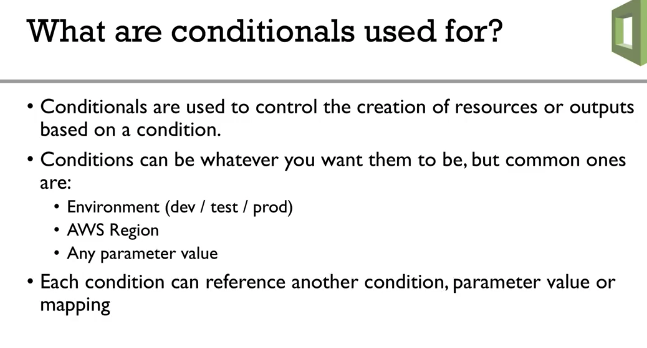 What are conditionals used for?
• Conditionals are used to control the creation of resources or outputs
based on a condition.
• Conditions can be whatever you want them to be, but common ones
are:
• Environment (dev / test / prod)
• AWS Region
• Any parameter value
• Each condition can reference another condition, parameter value or
mapping